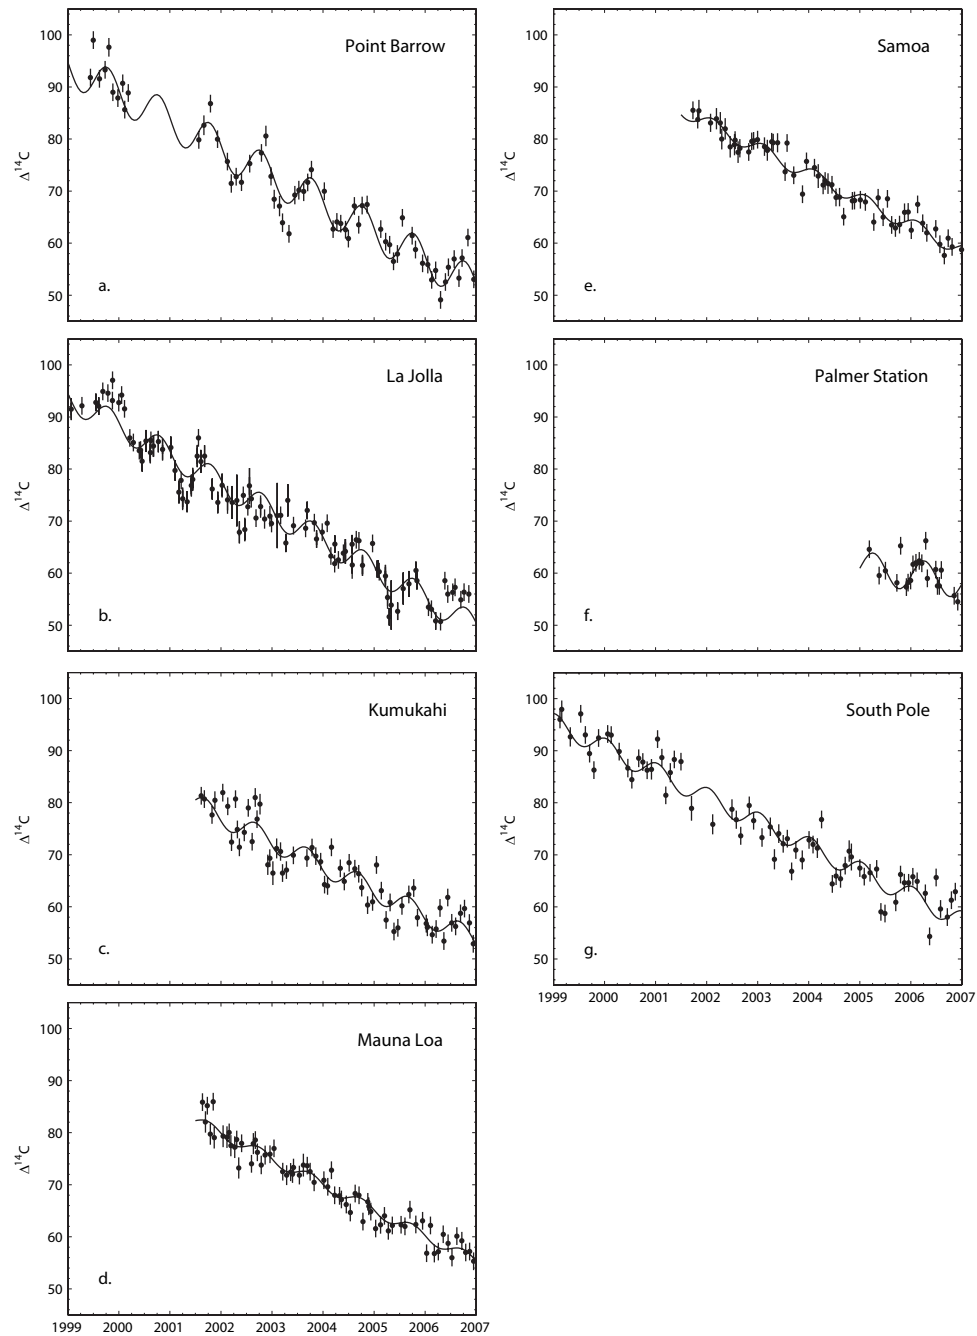 Point Barrow
100
90
80
70
60
50
Δ14C
a.
La Jolla
100
90
80
70
60
50
Δ14C
b.
Kumukahi
100
90
80
70
60
50
Δ14C
c.
Mauna Loa
100
90
80
70
60
50
Δ14C
d.
1999 2000 2001 2002 2003 2004 2005 2006 2007
Samoa
100
90
80
70
60
50
Δ14C
e.
Palmer Station
100
90
80
70
60
50
Δ14C
f.
South Pole
100
90
80
70
60
50
Δ14C
g.
1999 2000 2001 2002 2003 2004 2005 2006 2007